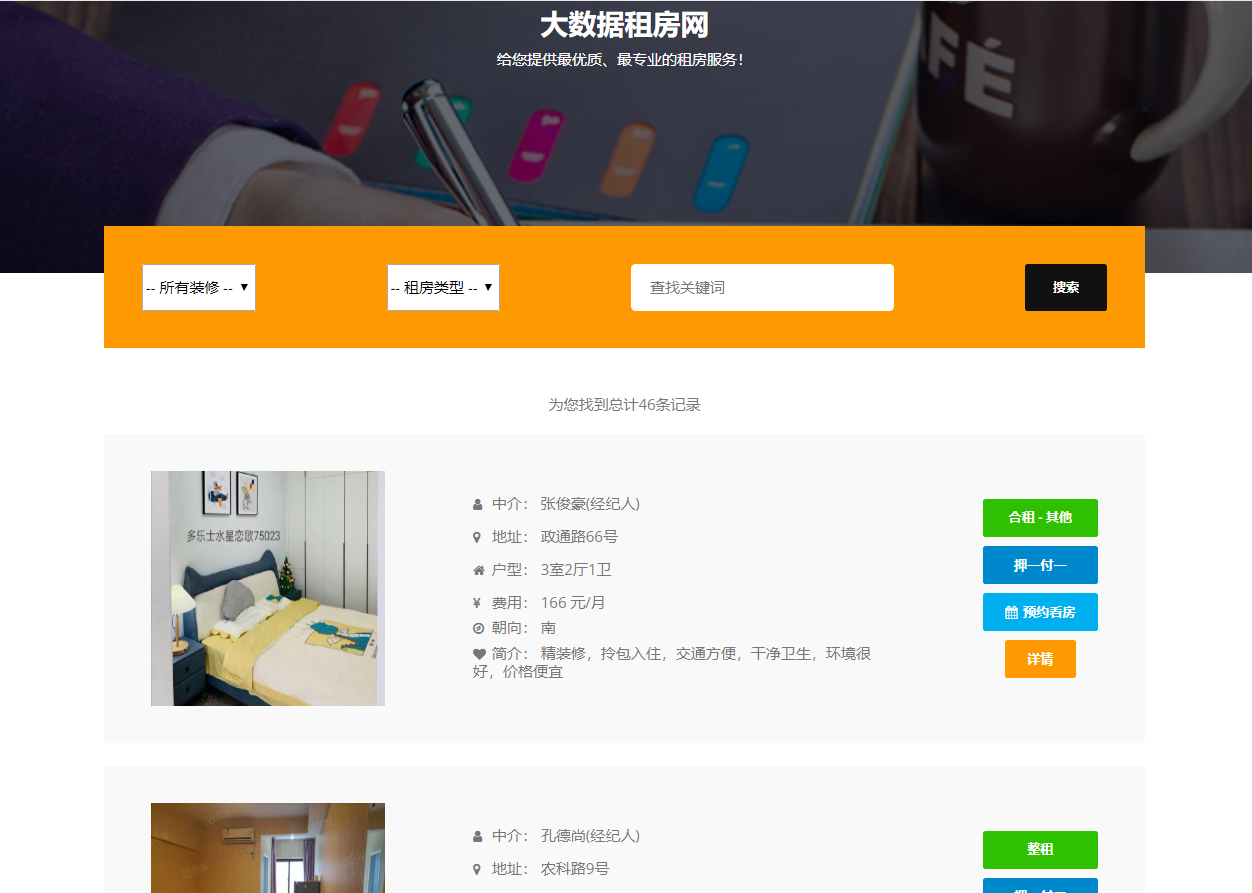 大数据租房网
给您提供最优质、最专业的租房服务！
FÉ
-- 所有装修 --
-- 租房类型 --
查找关键词
搜索
为您找到总计46条记录
多乐士水星恋歌75023
中介： 张俊豪(经纪人)
地址： 政通路66号
户型： 3室2厅1卫
¥ 费用： 166 元/月
朝向： 南
简介： 精装修，拎包入住，交通方便，干净卫生，环境很
好，价格便宜
合租 - 其他
押一付一
预约看房
详情
中介： 孔德尚(经纪人)
地址： 农科路9号
整租